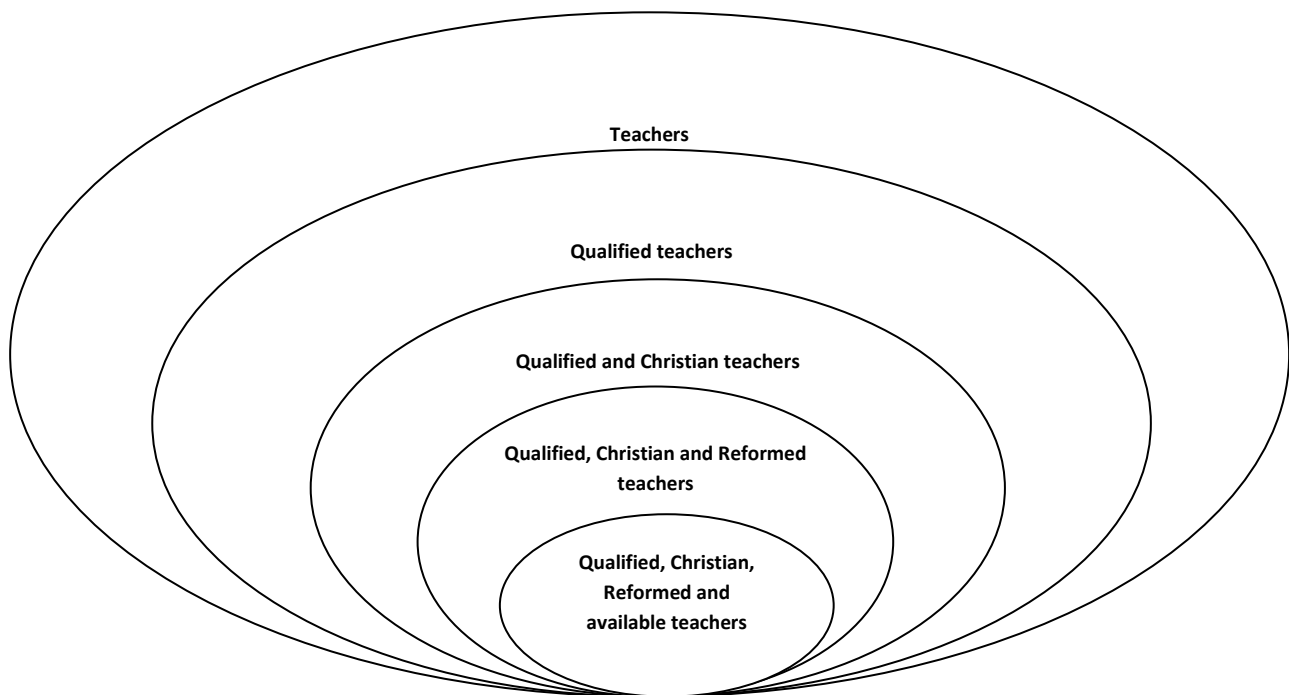 Teachers
Qualified teachers
Qualified and Christian teachers
Qualified, Christian and Reformed
teachers
Qualified, Christian,
Reformed and
available teachers